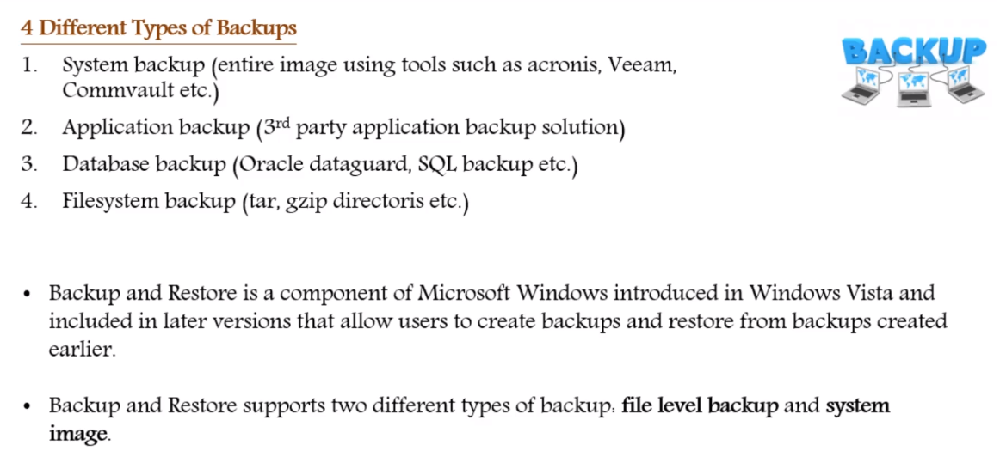 4 Different Types of Backups
BACKUP
1. System backup (entire image using tools such as acronis, Veeam,
Commvault etc.)
2. Application backup (3rd party application backup solution)
3. Database backup (Oracle dataguard, SQL backup etc.)
4. Filesystem backup (tar, gzip directoris etc.)
• Backup and Restore is a component of Microsoft Windows introduced in Windows Vista and
included in later versions that allow users to create backups and restore from backups created
earlier.
• Backup and Restore supports two different types of backup: file level backup and system
image.